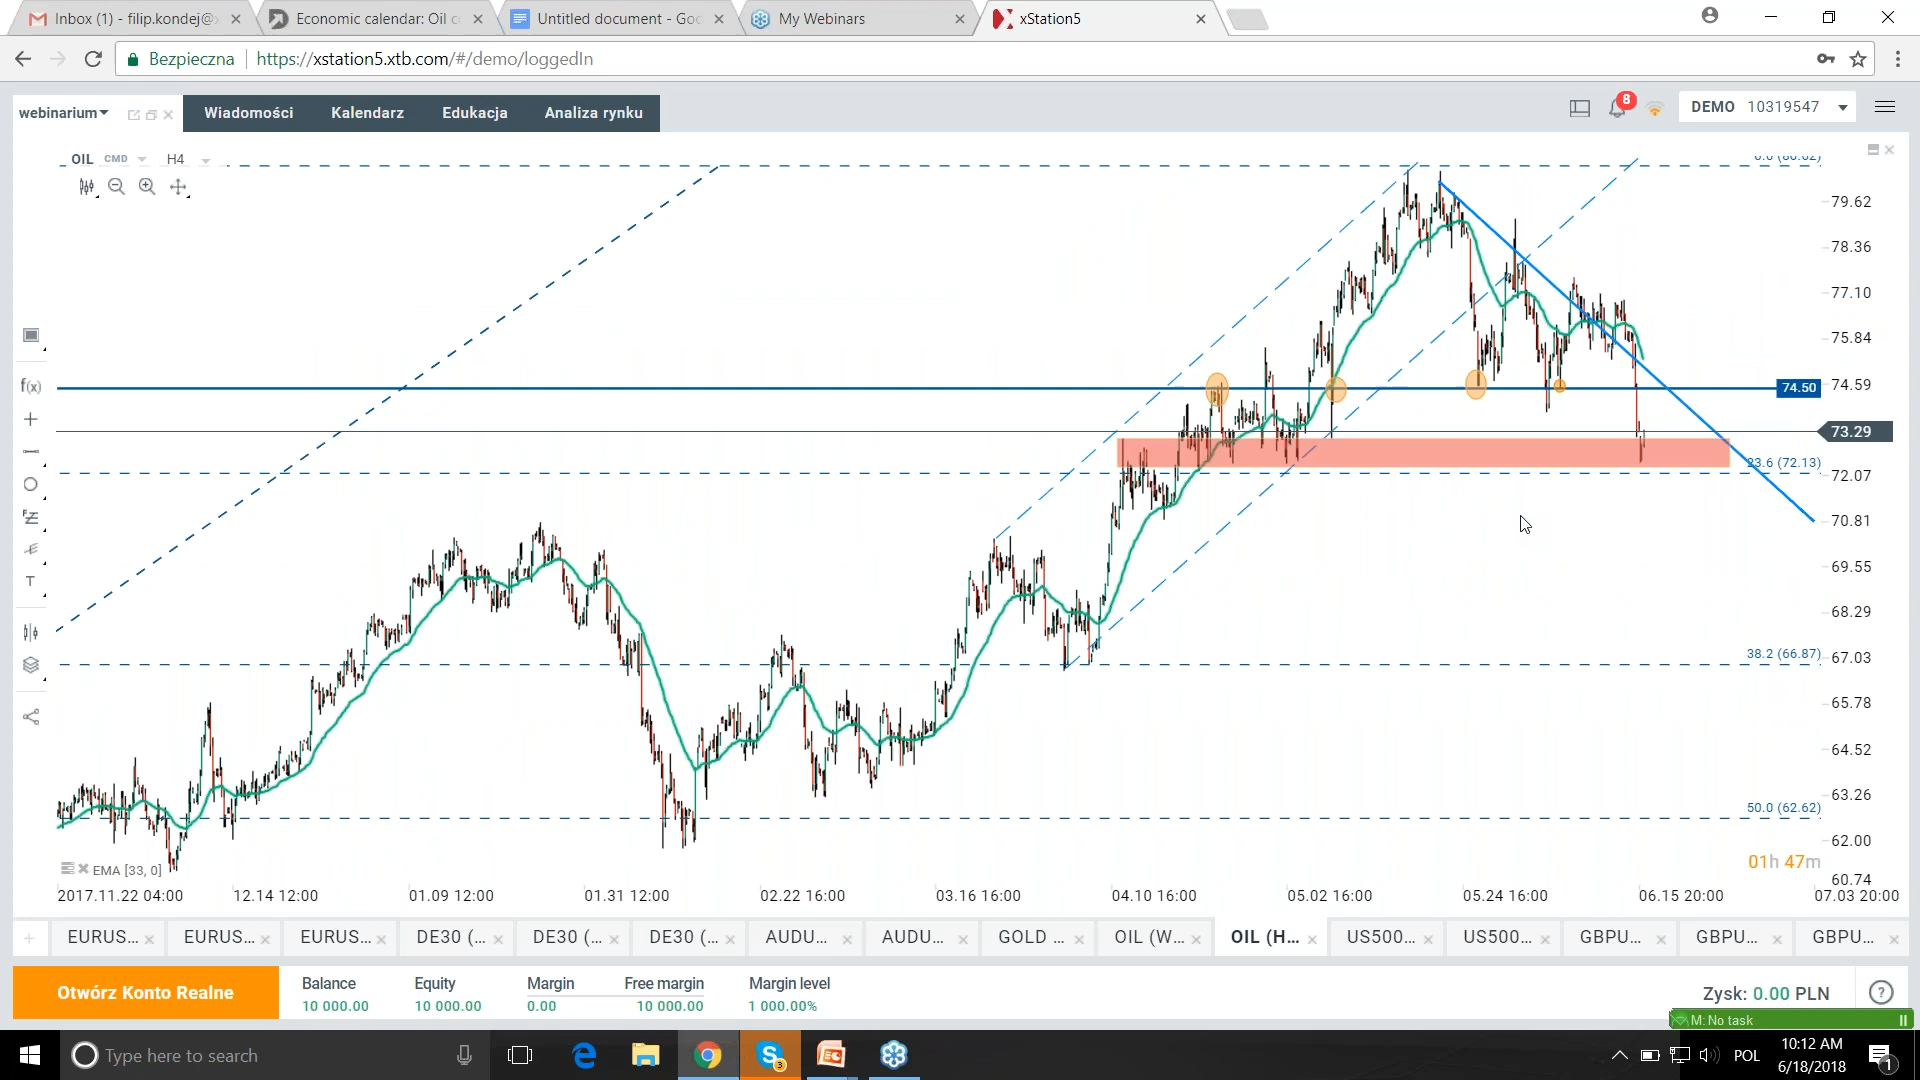 Inbox (1) - filip.kondej@
Economic calendar: Oil c
Untitled document - Goo
My Webinars
xStation5
Bezpieczna
https://xstation5.xtb.com/#/demo/loggedIn
webinarium
Wiadomości
Kalendarz
Edukacja
Analiza rynku
8
DEMO 10319547
OIL CMD H4
0.0 (80.62)
79.62
78.36
77.10
75.84
74.59
74.50
73.29
23.6 (72.13)
72.07
70.81
69.55
68.29
38.2 (66.87)
67.03
65.78
64.52
63.26
50.0 (62.62)
62.00
60.74
f(x)
T
01h 47m
EMA [33, 0]
2017.11.22 04:00
12.14 12:00
01.09 12:00
01.31 12:00
02.22 16:00
03.16 16:00
04.10 16:00
05.02 16:00
05.24 16:00
06.15 20:00
07.03 20:00
EURUS...
EURUS...
EURUS...
DE30 (...
DE30 (...
DE30 (...
AUDU...
AUDU...
GOLD ...
OIL (W...
OIL (H...
US500...
US500...
GBPU...
GBPU...
GBPU...
Otwórz Konto Realne
Balance
10 000.00
Equity
10 000.00
Margin
0.00
Free margin
10 000.00
Margin level
1 000.00%
Zysk: 0.00 PLN
?
M: No task
Type here to search
3
POL
10:12 AM
6/18/2018
1